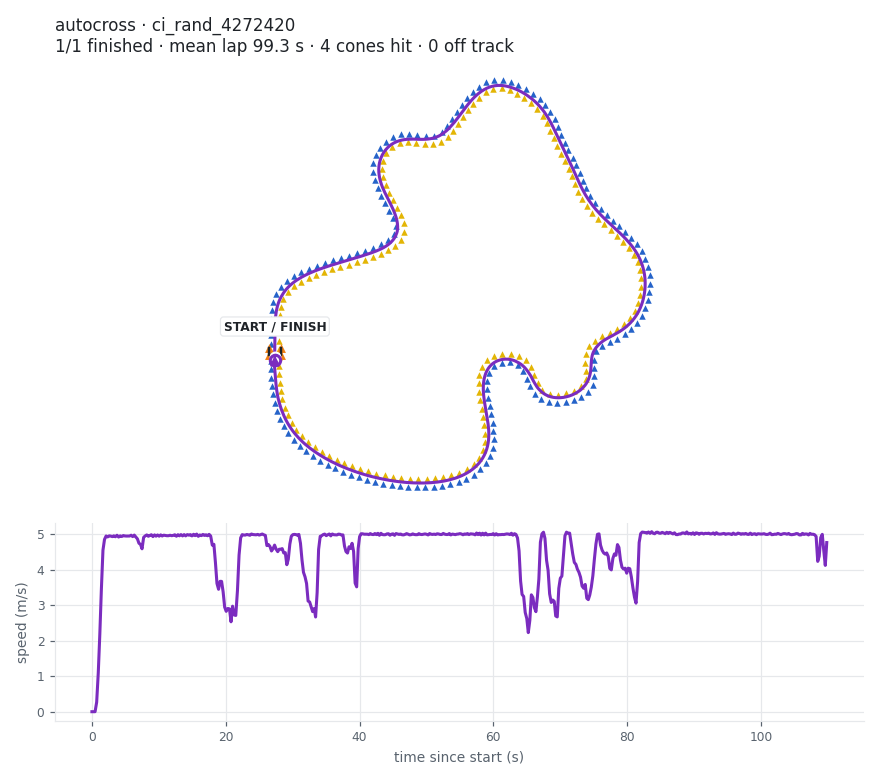 autocross · ci_rand_4272420
1/1 finished · mean lap 99.3 s · 4 cones hit · 0 off track
START / FINISH
5
4
3
2
1
0
speed (m/s)
0 20 40 60 80 100
time since start (s)